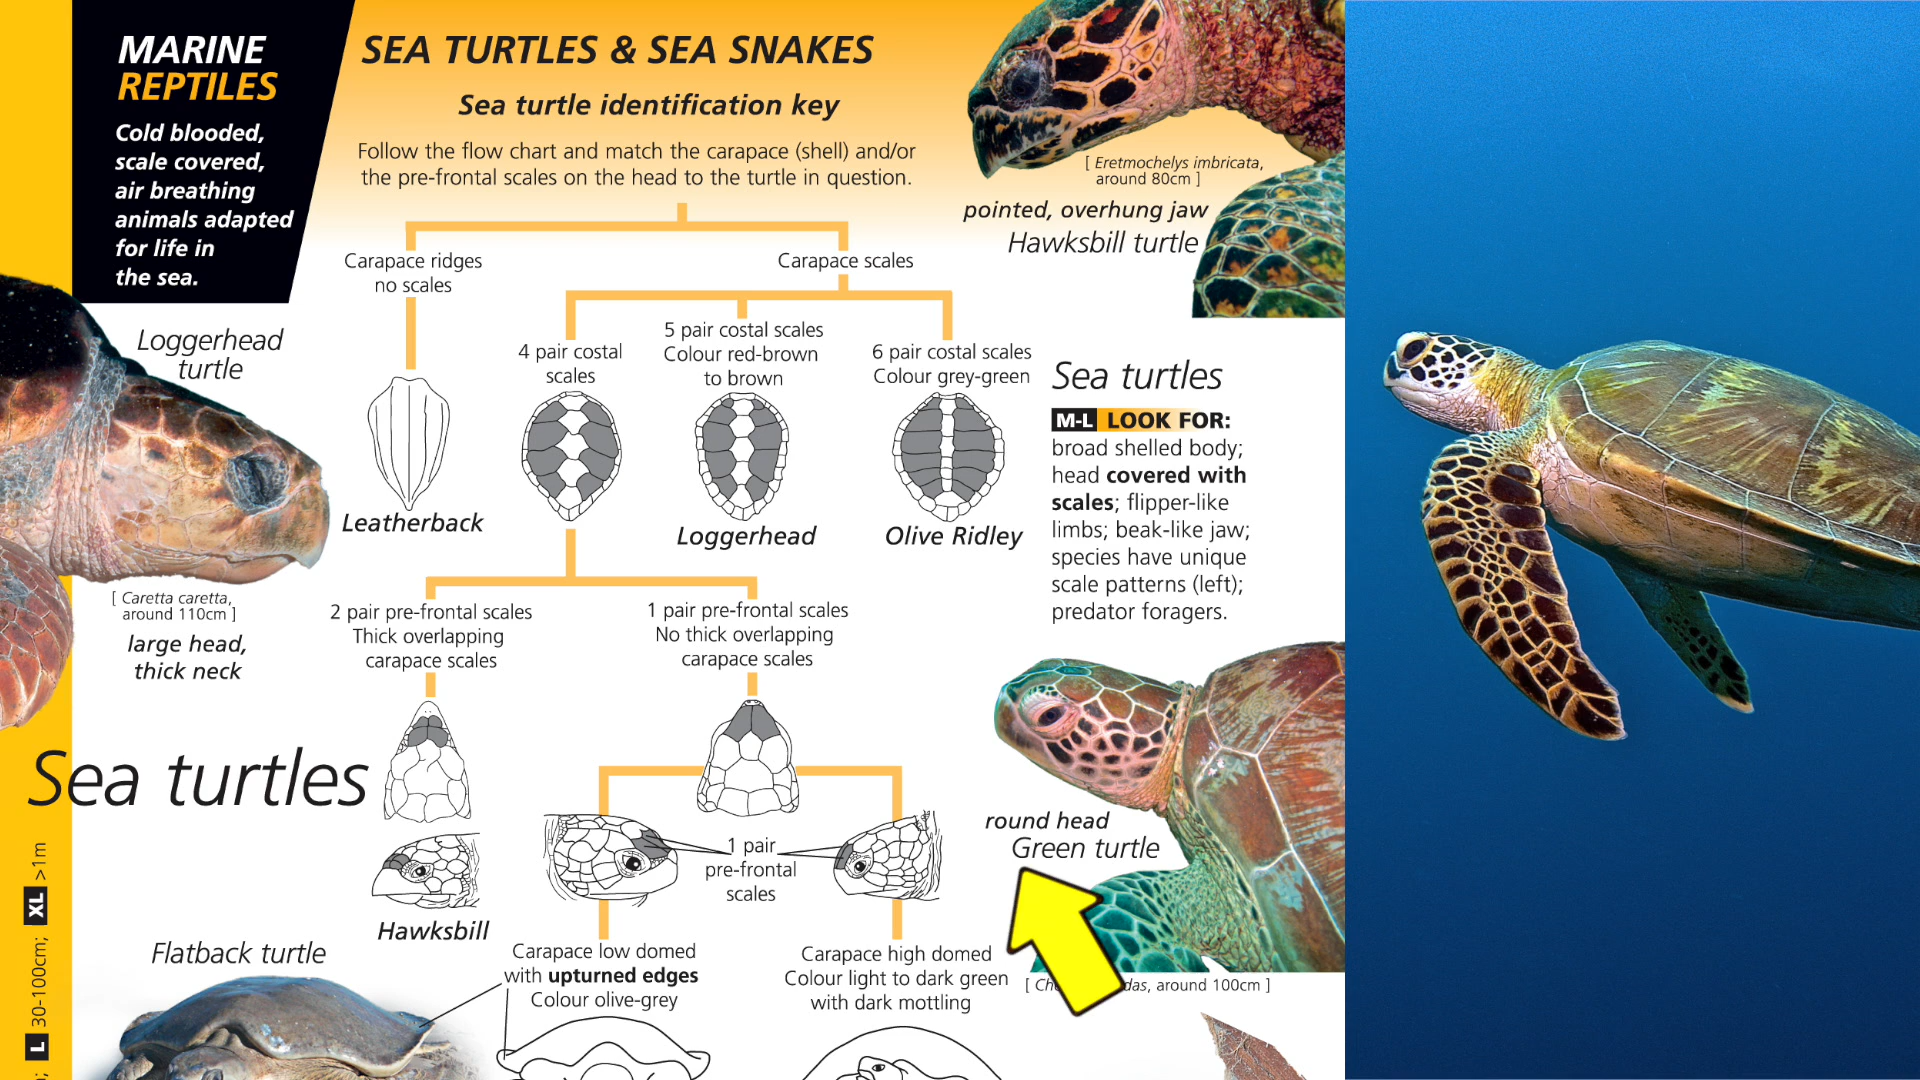 MARINE
REPTILES
Cold blooded,
scale covered,
air breathing
animals adapted
for life in
the sea.
SEA TURTLES & SEA SNAKES
Sea turtle identification key
Follow the flow chart and match the carapace (shell) and/or
the pre-frontal scales on the head to the turtle in question.
[ Eretmochelys imbricata,
around 80cm ]
pointed, overhung jaw
Hawksbill turtle
Carapace ridges
no scales
Carapace scales
Loggerhead
turtle
4 pair costal
scales
5 pair costal scales
Colour red-brown
to brown
6 pair costal scales
Colour grey-green
Leatherback
Loggerhead
Olive Ridley
Sea turtles
M-L LOOK FOR:
broad shelled body;
head covered with
scales; flipper-like
limbs; beak-like jaw;
species have unique
scale patterns (left);
predator foragers.
[ Caretta caretta,
around 110cm ]
large head,
thick neck
2 pair pre-frontal scales
Thick overlapping
carapace scales
1 pair pre-frontal scales
No thick overlapping
carapace scales
Sea turtles
L 30-100cm; XL >1m
1 pair
pre-frontal
scales
round head
Green turtle
Hawksbill
Flatback turtle
Carapace low domed
with upturned edges
Colour olive-grey
Carapace high domed
Colour light to dark green
with dark mottling
around 100cm ]